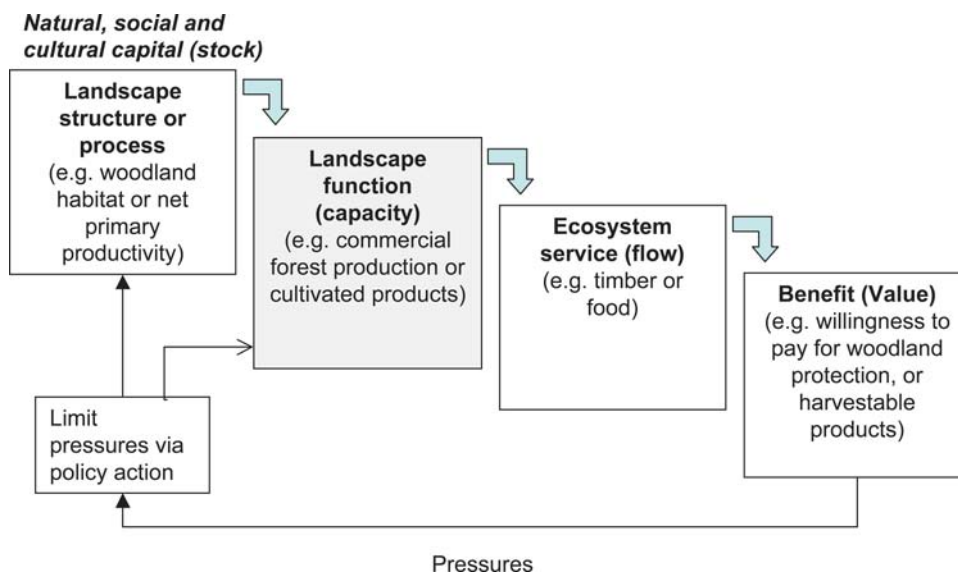 Natural, social and
cultural capital (stock)
Landscape
structure or
process
(e.g. woodland
habitat or net
primary
productivity)
Landscape
function
(capacity)
(e.g. commercial
forest production or
cultivated products)
Ecosystem
service (flow)
(e.g. timber or
food)
Benefit (Value)
(e.g. willingness to
pay for woodland
protection, or
harvestable
products)
Limit
pressures via
policy action
Pressures